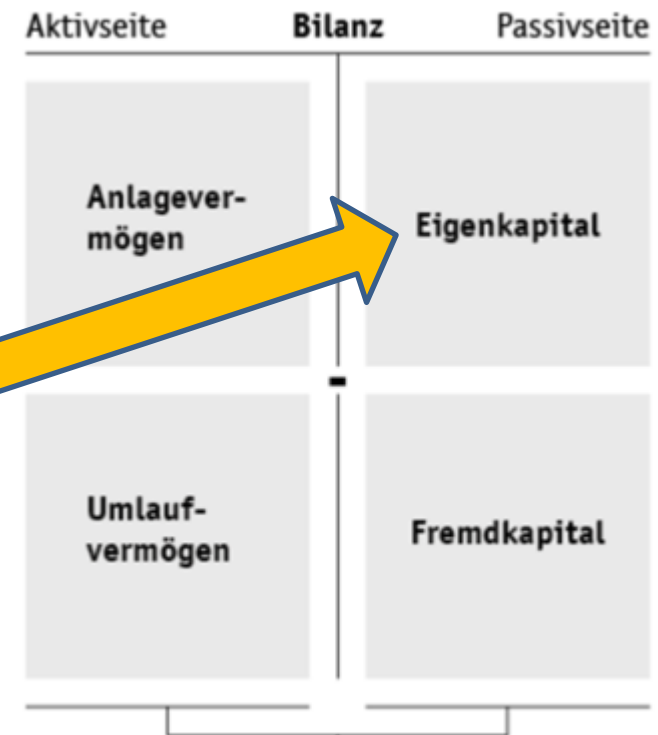 Aktivseite Bilanz Passivseite
Anlagever-
mögen
Eigenkapital
-
Umlauf-
vermögen
Fremdkapital